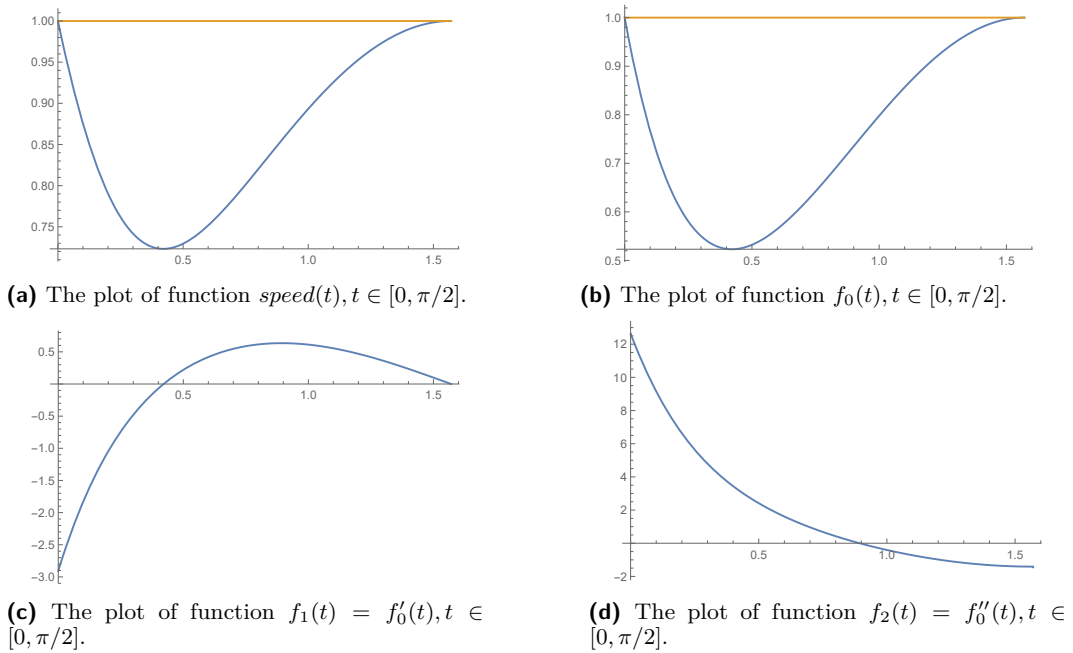 1.00
0.95
0.90
0.85
0.80
0.75
0.5 1.0 1.5
(a) The plot of function speed(t), t ∈ [0, π/2].
1.0
0.9
0.8
0.7
0.6
0.5
0.5 1.0 1.5
(b) The plot of function f₀(t), t ∈ [0, π/2].
0.5
0.5 1.0 1.5
−0.5
−1.0
−1.5
−2.0
−2.5
−3.0
(c) The plot of function f₁(t) = f₀′(t), t ∈
[0, π/2].
12
10
8
6
4
2
0.5 1.0 1.5
−2
(d) The plot of function f₂(t) = f₀′′(t), t ∈
[0, π/2].